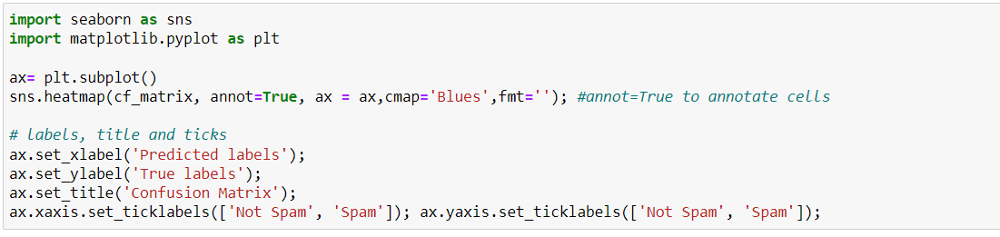 import seaborn as sns
import matplotlib.pyplot as plt
ax= plt.subplot()
sns.heatmap(cf_matrix, annot=True, ax = ax,cmap='Blues',fmt=''); #annot=True to annotate cells
# labels, title and ticks
ax.set_xlabel('Predicted labels');
ax.set_ylabel('True labels');
ax.set_title('Confusion Matrix');
ax.xaxis.set_ticklabels(['Not Spam', 'Spam']); ax.yaxis.set_ticklabels(['Not Spam', 'Spam']);